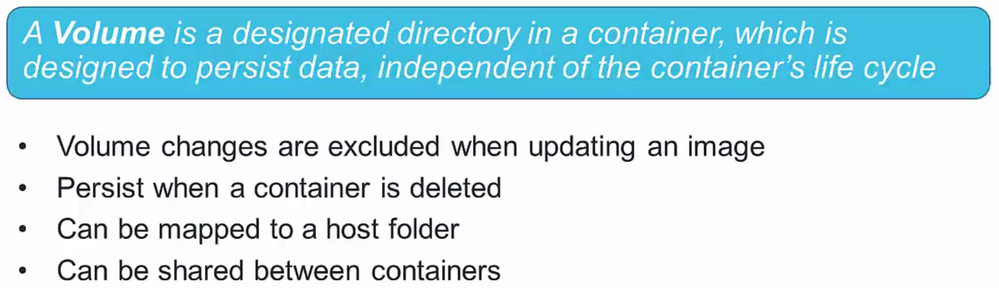 A Volume is a designated directory in a container, which is
designed to persist data, independent of the container’s life cycle
• Volume changes are excluded when updating an image
• Persist when a container is deleted
• Can be mapped to a host folder
• Can be shared between containers